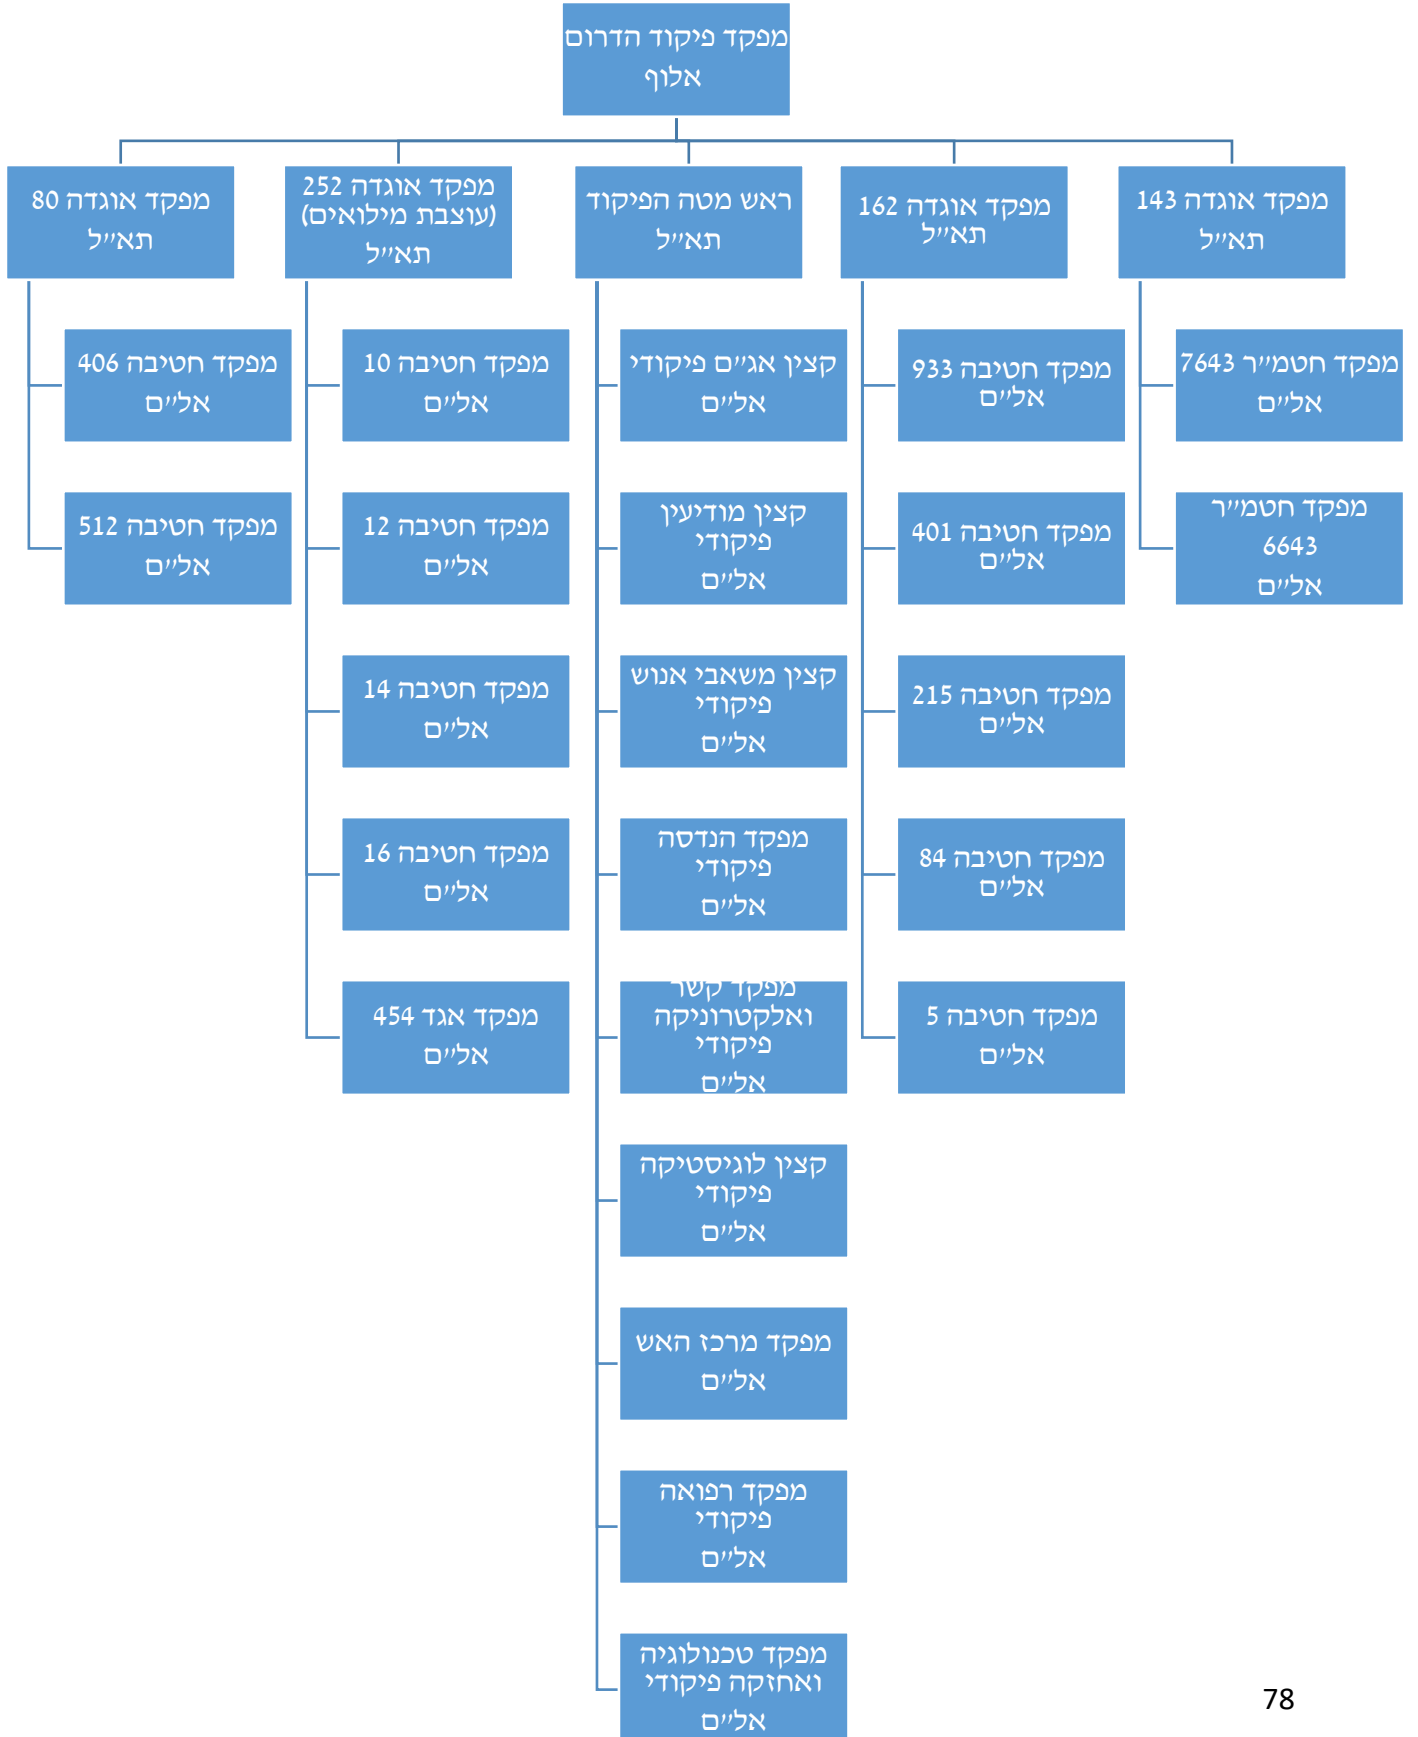 מפקד פיקוד הדרום
אלוף
מפקד אוגדה 143
תא״ל
מפקד חטמ״ר 7643
אל״ם
מפקד חטמ״ר
6643
אל״ם
מפקד אוגדה 162
תא״ל
מפקד חטיבה 933
אל״ם
מפקד חטיבה 401
אל״ם
מפקד חטיבה 215
אל״ם
מפקד חטיבה 84
אל״ם
מפקד חטיבה 5
אל״ם
ראש מטה הפיקוד
תא״ל
קצין אג״ם פיקודי
אל״ם
קצין מודיעין
פיקודי
אל״ם
קצין משאבי אנוש
פיקודי
אל״ם
מפקד הנדסה
פיקודי
אל״ם
מפקד קשר
ואלקטרוניקה
פיקודי
אל״ם
קצין לוגיסטיקה
פיקודי
אל״ם
מפקד מרכז האש
אל״ם
מפקד רפואה
פיקודי
אל״ם
מפקד טכנולוגיה
ואחזקה פיקודי
אל״ם
מפקד אוגדה 252
(עוצבת מילואים)
תא״ל
מפקד חטיבה 10
אל״ם
מפקד חטיבה 12
אל״ם
מפקד חטיבה 14
אל״ם
מפקד חטיבה 16
אל״ם
מפקד אגד 454
אל״ם
מפקד אוגדה 80
תא״ל
מפקד חטיבה 406
אל״ם
מפקד חטיבה 512
אל״ם
78